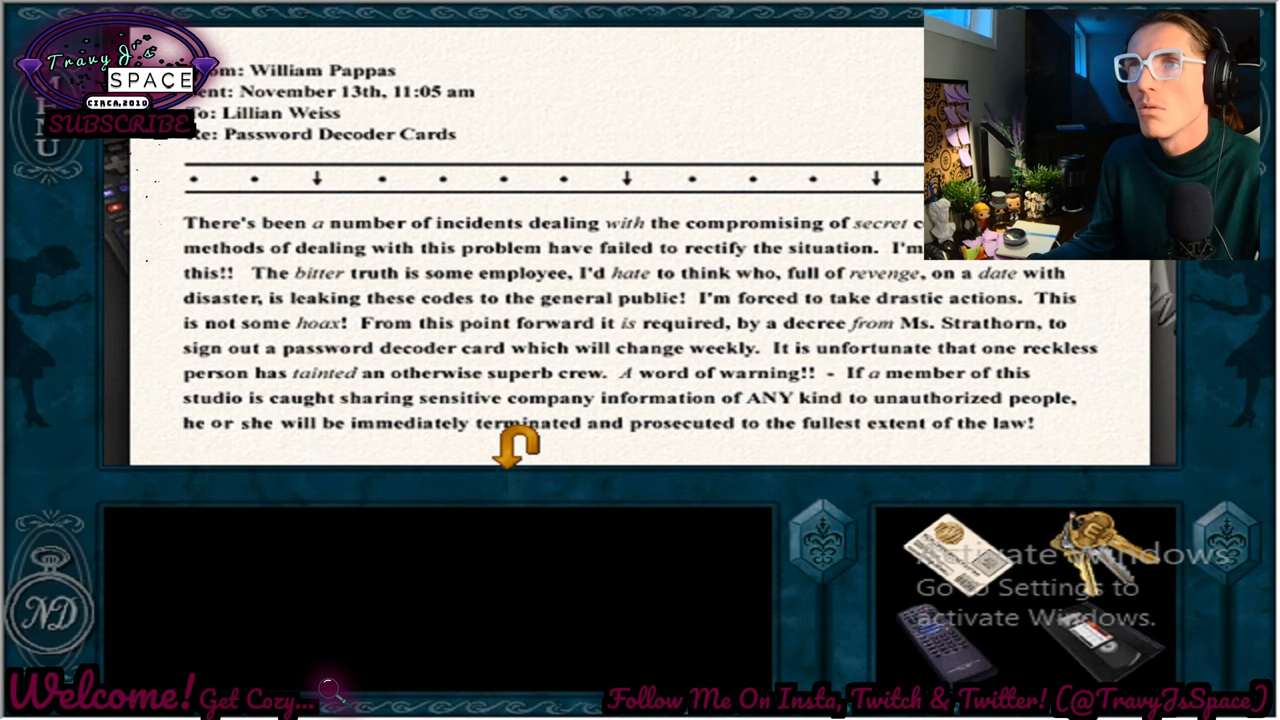 Travy J's
SPACE
CIRCA.2010
SUBSCRIBE
William Pappas
November 13th, 11:05 am
Lillian Weiss
Password Decoder Cards
There's been a number of incidents dealing with the compromising of secret
methods of dealing with this problem have failed to rectify the situation. I'm
this!! The bitter truth is some employee, I'd hate to think who, full of revenge, on a date with
disaster, is leaking these codes to the general public! I'm forced to take drastic actions. This
is not some hoax! From this point forward it is required, by a decree from Ms. Strathorn, to
sign out a password decoder card which will change weekly. It is unfortunate that one reckless
person has tainted an otherwise superb crew. A word of warning!! - If a member of this
studio is caught sharing sensitive company information of ANY kind to unauthorized people,
he or she will be immediately terminated and prosecuted to the fullest extent of the law!
Activate Windows
Go to Settings to
activate Windows.
ND
Welcome! Get Cozy...
Follow Me On Insta, Twitch & Twitter! (@TravyJsSpace)